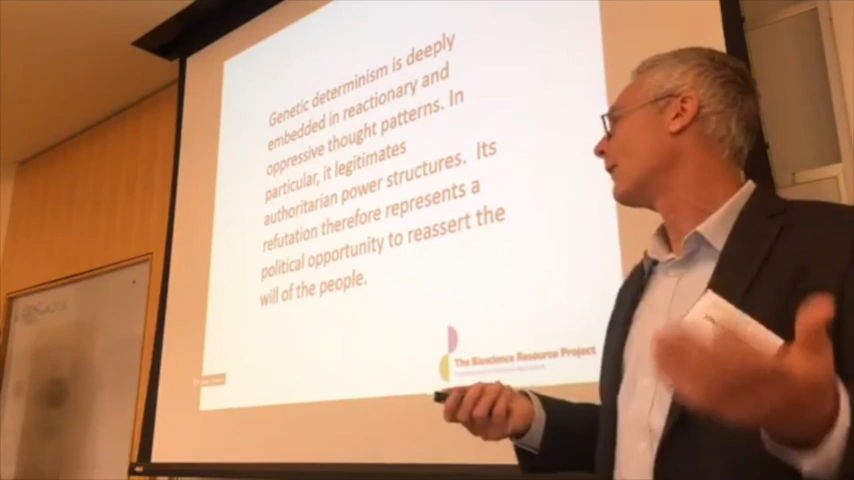 Genetic determinism is deeply
embedded in reactionary and
oppressive thought patterns. In
particular, it legitimates
authoritarian power structures. Its
refutation therefore represents a
political opportunity to reassert the
will of the people.
The Bioscience Resource Project